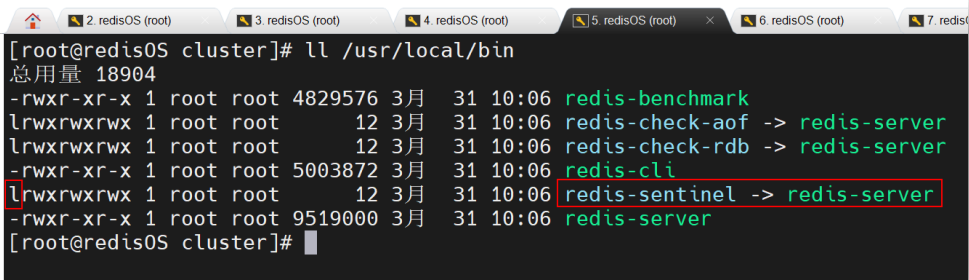 2. redisOS (root)
3. redisOS (root)
4. redisOS (root)
5. redisOS (root)
6. redisOS (root)
7. redis
[root@redisOS cluster]# ll /usr/local/bin
总用量 18904
-rwxr-xr-x 1 root root 4829576 3月  31 10:06 redis-benchmark
lrwxrwxrwx 1 root root      12 3月  31 10:06 redis-check-aof -> redis-server
lrwxrwxrwx 1 root root      12 3月  31 10:06 redis-check-rdb -> redis-server
-rwxr-xr-x 1 root root 5003872 3月  31 10:06 redis-cli
lrwxrwxrwx 1 root root      12 3月  31 10:06 redis-sentinel -> redis-server
-rwxr-xr-x 1 root root 9519000 3月  31 10:06 redis-server
[root@redisOS cluster]#